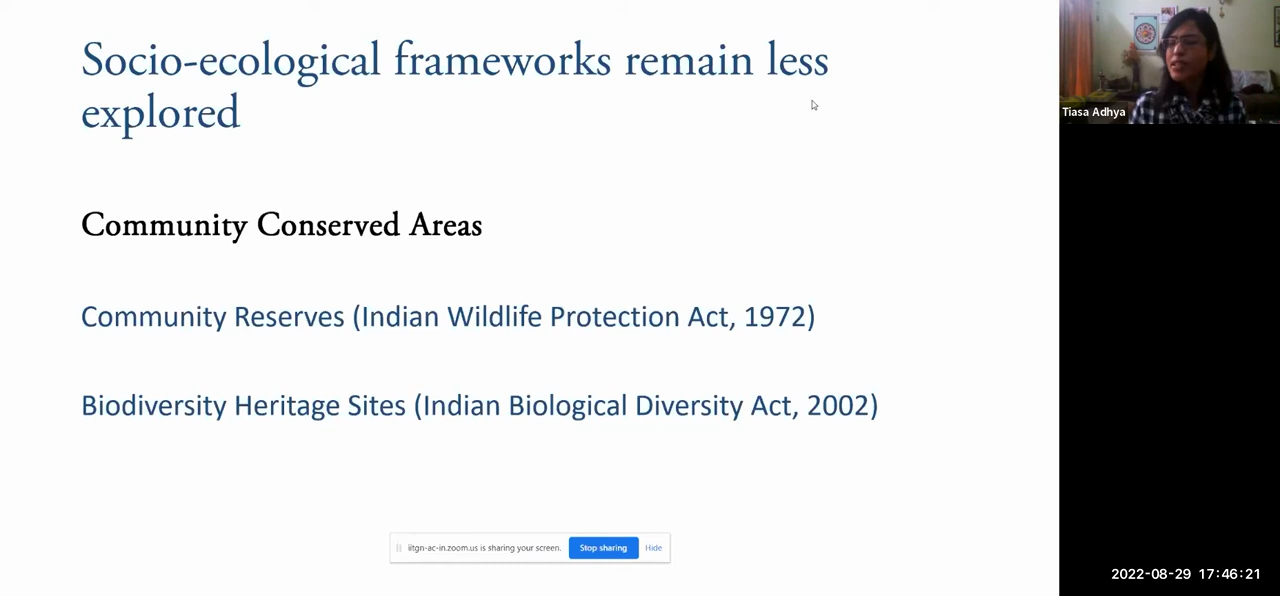 Socio-ecological frameworks remain less
explored
Community Conserved Areas
Community Reserves (Indian Wildlife Protection Act, 1972)
Biodiversity Heritage Sites (Indian Biological Diversity Act, 2002)
iitgn-ac-in.zoom.us is sharing your screen.
Stop sharing
Hide
Tiasa Adhya
2022-08-29 17:46:21